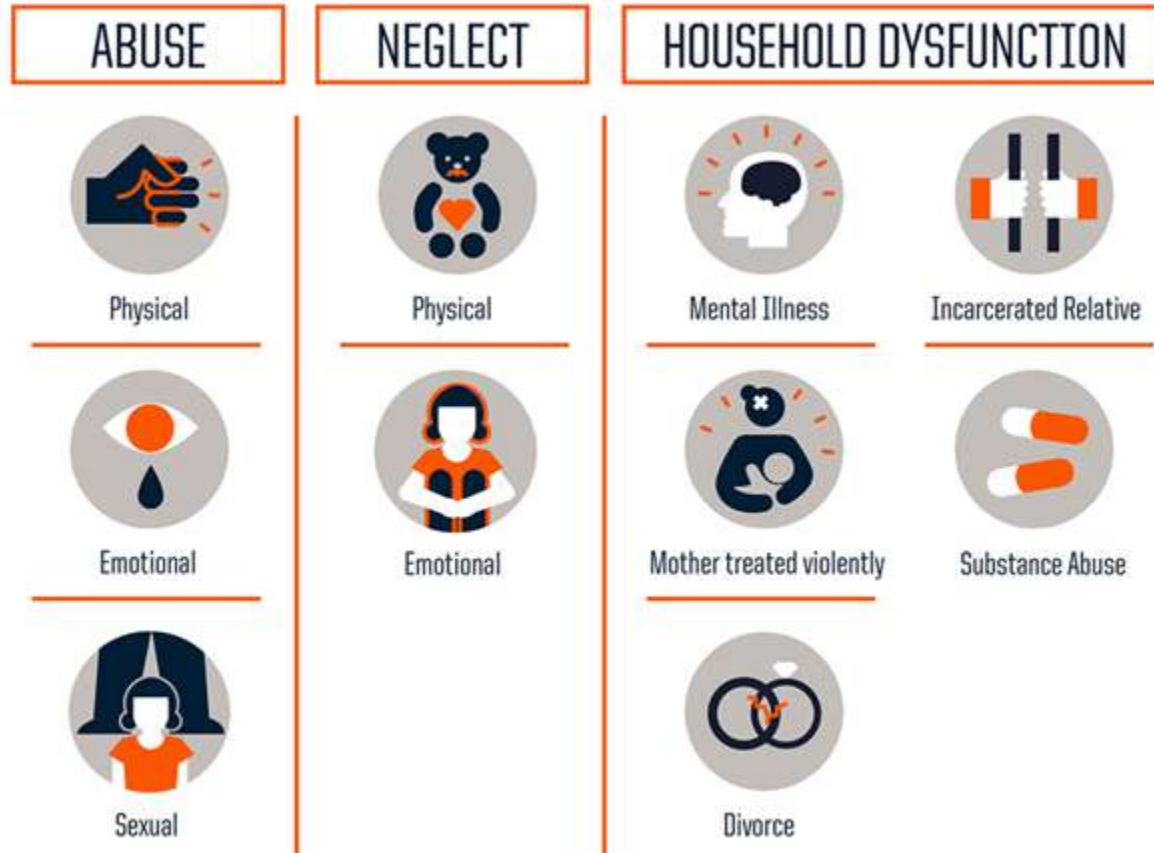 ABUSE
NEGLECT
HOUSEHOLD DYSFUNCTION
Physical
Physical
Mental Illness
Incarcerated Relative
Emotional
Emotional
Mother treated violently
Substance Abuse
Sexual
Divorce